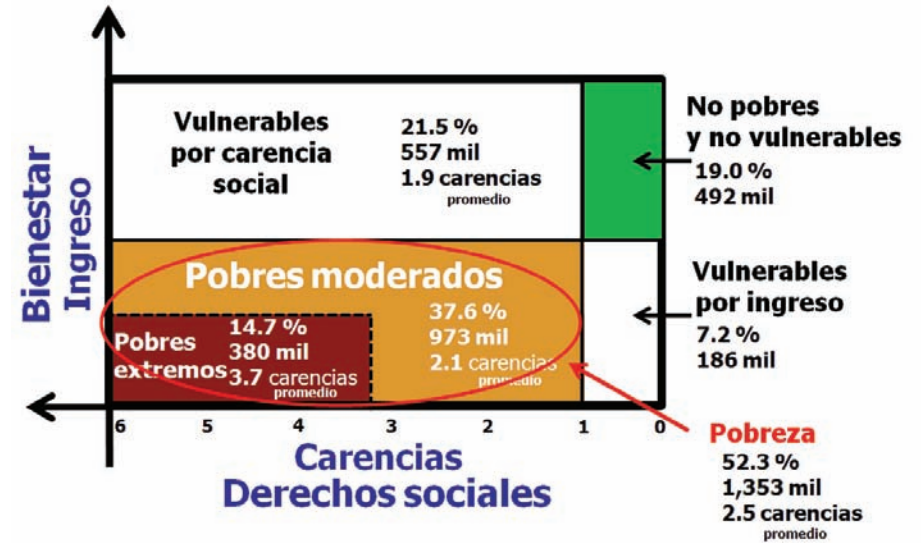 Bienestar
Ingreso
Vulnerables
por carencia
social
21.5 %
557 mil
1.9 carencias
promedio
No pobres
y no vulnerables
19.0 %
492 mil
Pobres moderados
37.6 %
973 mil
2.1 carencias
promedio
Pobres
extremos
14.7 %
380 mil
3.7 carencias
promedio
Vulnerables
por ingreso
7.2 %
186 mil
6 5 4 3 2 1 0
Carencias
Derechos sociales
Pobreza
52.3 %
1,353 mil
2.5 carencias
promedio